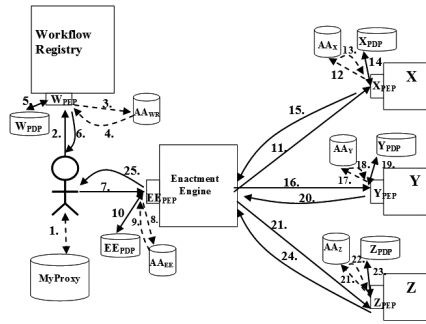 Workflow
Registry
W_PEP
5.
W_PDP
3.
4.
AA_WR
2.
6.
25.
7.
1.
MyProxy
Enactment
Engine
EE_PEP
10
9.
8.
EE_PDP
AA_EE
15.
11.
16.
20.
21.
24.
AA_X
13.
X_PDP
12
14
X_PEP
X
AA_Y
Y_PDP
18.
19.
17.
Y_PEP
Y
AA_Z
Z_PDP
22.
21.
23.
Z_PEP
Z